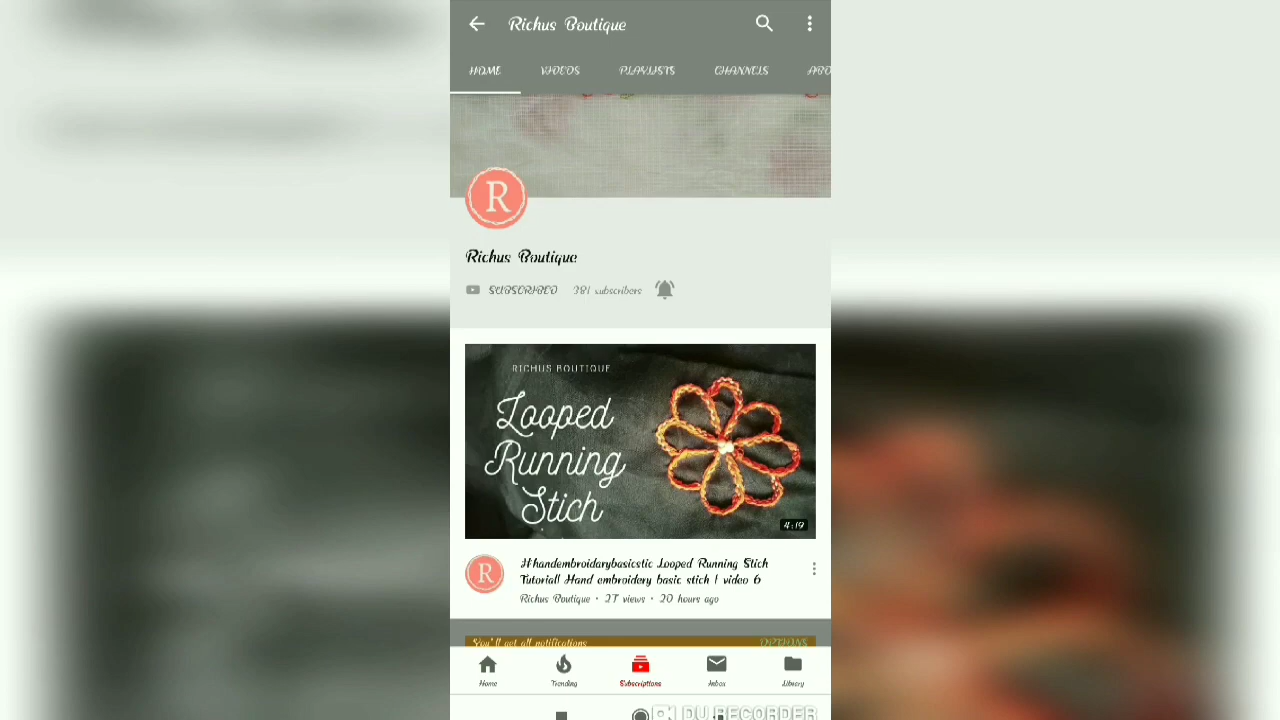 Richus Boutique
HOME VIDEOS PLAYLISTS CHANNELS ABO
R
Richus Boutique
SUBSCRIBED 381 subscribers
RICHUS BOUTIQUE
Looped
Running
Stich
4:19
R
#handembroidarybasicstic Looped Running Stich
Tutorial| Hand embroidery basic stich | video 6
Richus Boutique • 27 views • 20 hours ago
You'll get all notifications OPTIONS
Home Trending Subscriptions Inbox Library
DU RECORDER